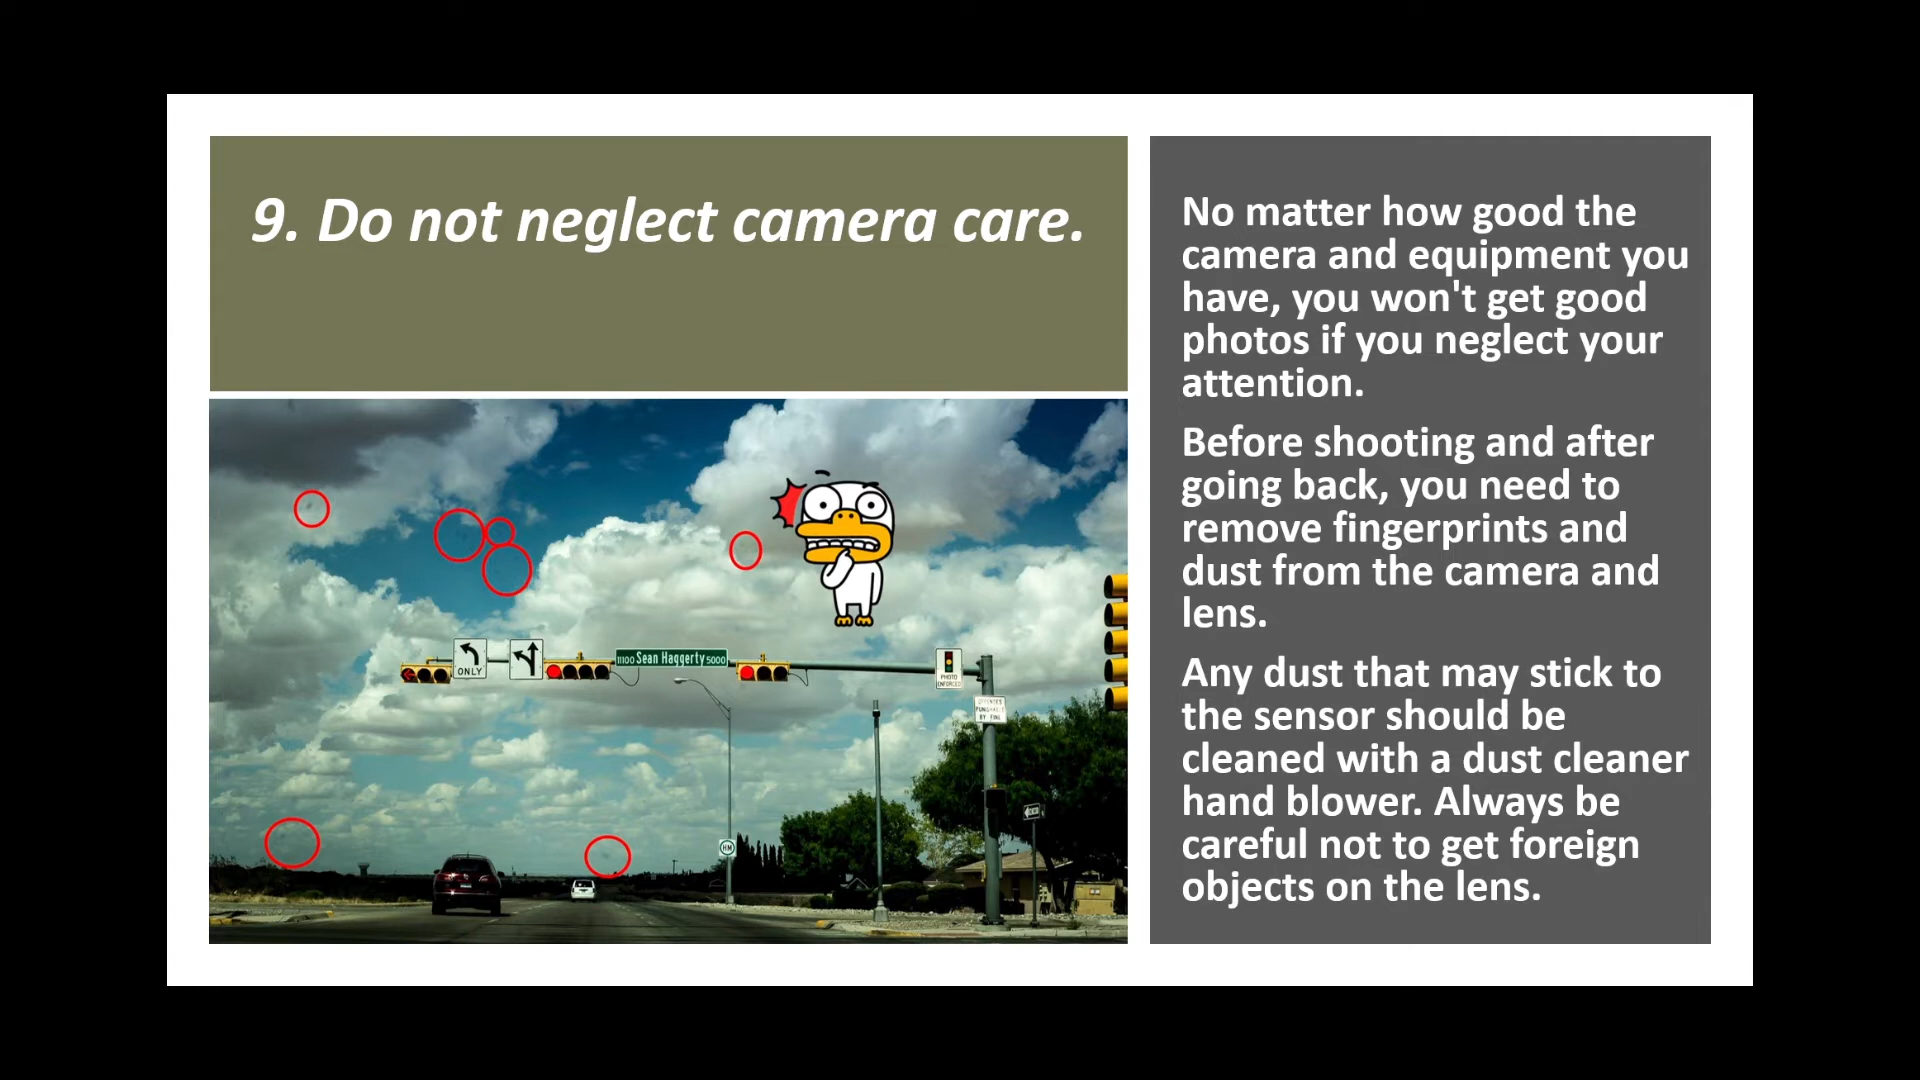 9. Do not neglect camera care.
No matter how good the
camera and equipment you
have, you won't get good
photos if you neglect your
attention.
Before shooting and after
going back, you need to
remove fingerprints and
dust from the camera and
lens.
Any dust that may stick to
the sensor should be
cleaned with a dust cleaner
hand blower. Always be
careful not to get foreign
objects on the lens.
ONLY
1100 Sean Haggerty 5000
PHOTO
ENFORCED